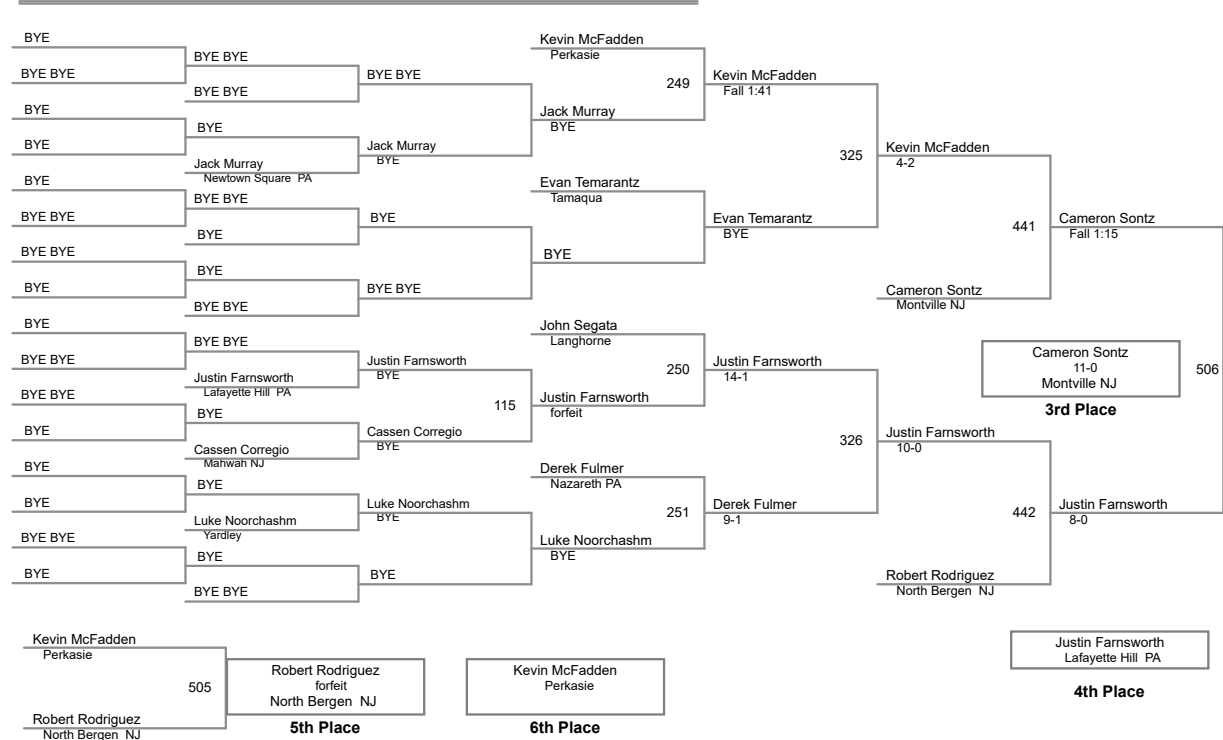 BYE
BYE BYE
BYE
BYE
BYE
BYE BYE
BYE BYE
BYE
BYE
BYE BYE
BYE BYE
BYE
BYE
BYE
BYE BYE
BYE
BYE BYE
BYE BYE
BYE
Jack Murray
Newtown Square PA
BYE BYE
BYE
BYE
BYE BYE
BYE BYE
Justin Farnsworth
Lafayette Hill PA
BYE
Cassen Corregio
Mahwah NJ
BYE
Luke Noorchashm
Yardley
BYE
BYE BYE
BYE BYE
Jack Murray
BYE
BYE
BYE BYE
Justin Farnsworth
BYE
115
Cassen Corregio
BYE
Luke Noorchashm
BYE
BYE
Kevin McFadden
Perkasie
249
Jack Murray
BYE
Evan Temarantz
Tamaqua
BYE
John Segata
Langhorne
250
Justin Farnsworth
forfeit
Derek Fulmer
Nazareth PA
251
Luke Noorchashm
BYE
Kevin McFadden
Fall 1:41
325
Evan Temarantz
BYE
Justin Farnsworth
14-1
326
Derek Fulmer
9-1
Kevin McFadden
4-2
441
Cameron Sontz
Montville NJ
Justin Farnsworth
10-0
442
Robert Rodriguez
North Bergen NJ
Cameron Sontz
Fall 1:15
Cameron Sontz
11-0
Montville NJ
506
3rd Place
Justin Farnsworth
8-0
Kevin McFadden
Perkasie
505
Robert Rodriguez
North Bergen NJ
Robert Rodriguez
forfeit
North Bergen NJ
5th Place
Kevin McFadden
Perkasie
6th Place
Justin Farnsworth
Lafayette Hill PA
4th Place